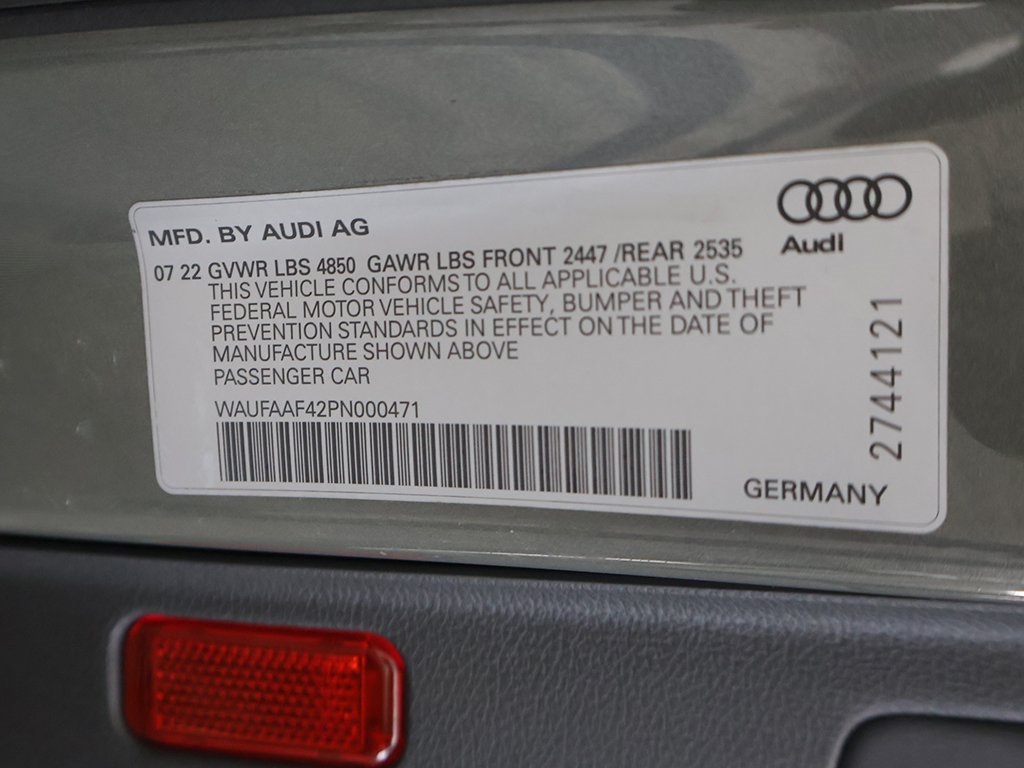 MFD. BY AUDI AG
Audi
07 22 GVWR LBS 4850 GAWR LBS FRONT 2447 /REAR 2535
THIS VEHICLE CONFORMS TO ALL APPLICABLE U.S.
FEDERAL MOTOR VEHICLE SAFETY, BUMPER AND THEFT
PREVENTION STANDARDS IN EFFECT ON THE DATE OF
MANUFACTURE SHOWN ABOVE
PASSENGER CAR
WAUFAAF42PN000471
2744121
GERMANY